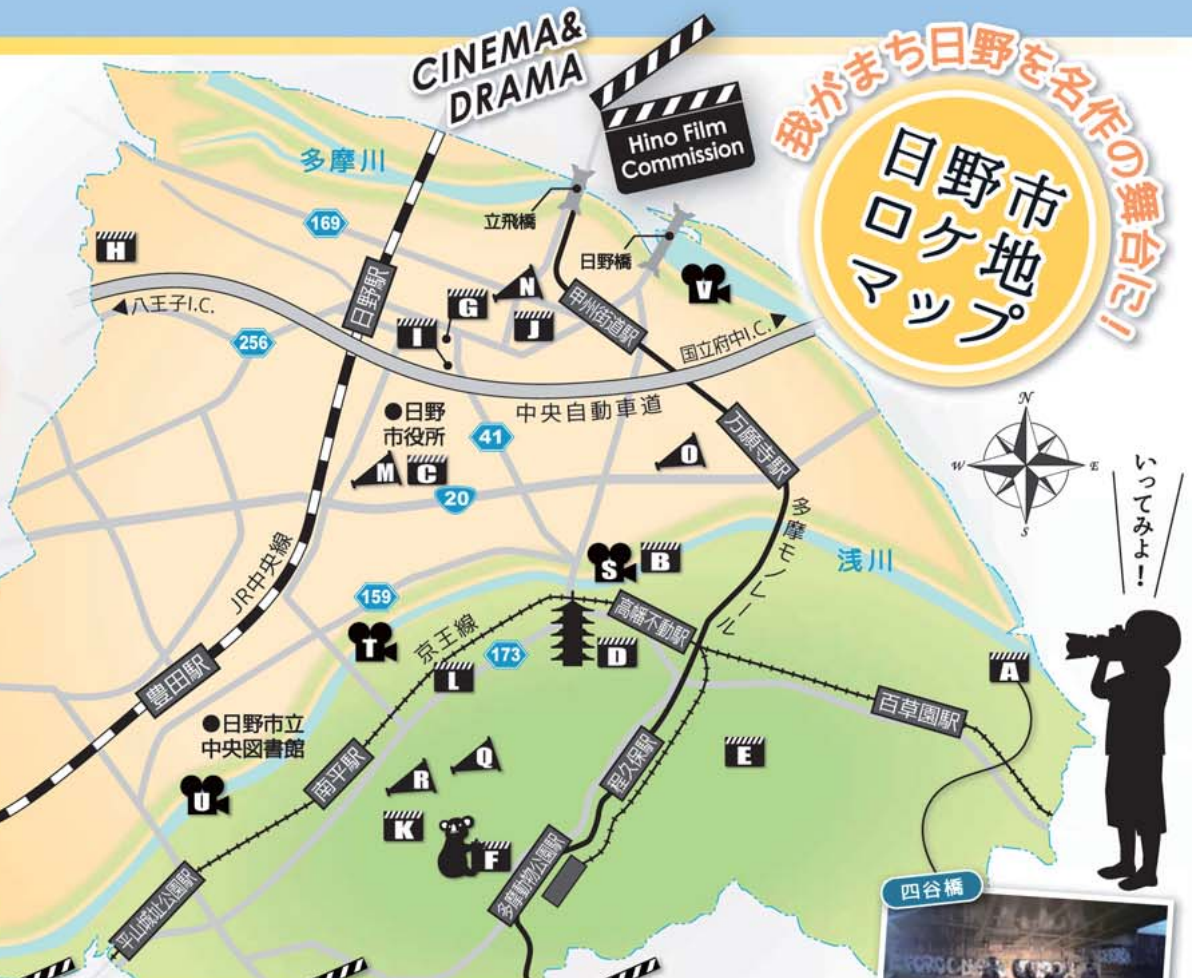 CINEMA&
DRAMA
Hino Film
Commission
我がまち日野を名作の舞台に!
日野市
ロケ地
マップ
多摩川
立飛橋
日野橋
169
H
日野駅
N
V
G
甲州街道駅
I
J
八王子I.C.
国立府中I.C.
256
中央自動車道
●日野
市役所
41
万願寺駅
O
M
C
20
N
W
E
S
いってみよ!
多摩モノレール
浅川
S
B
JR中央線
159
高幡不動駅
T
京王線
173
D
L
A
豊田駅
百草園駅
●日野市立
中央図書館
南平駅
程久保駅
E
Q
R
U
K
F
多摩動物公園駅
平山城址公園駅
四谷橋